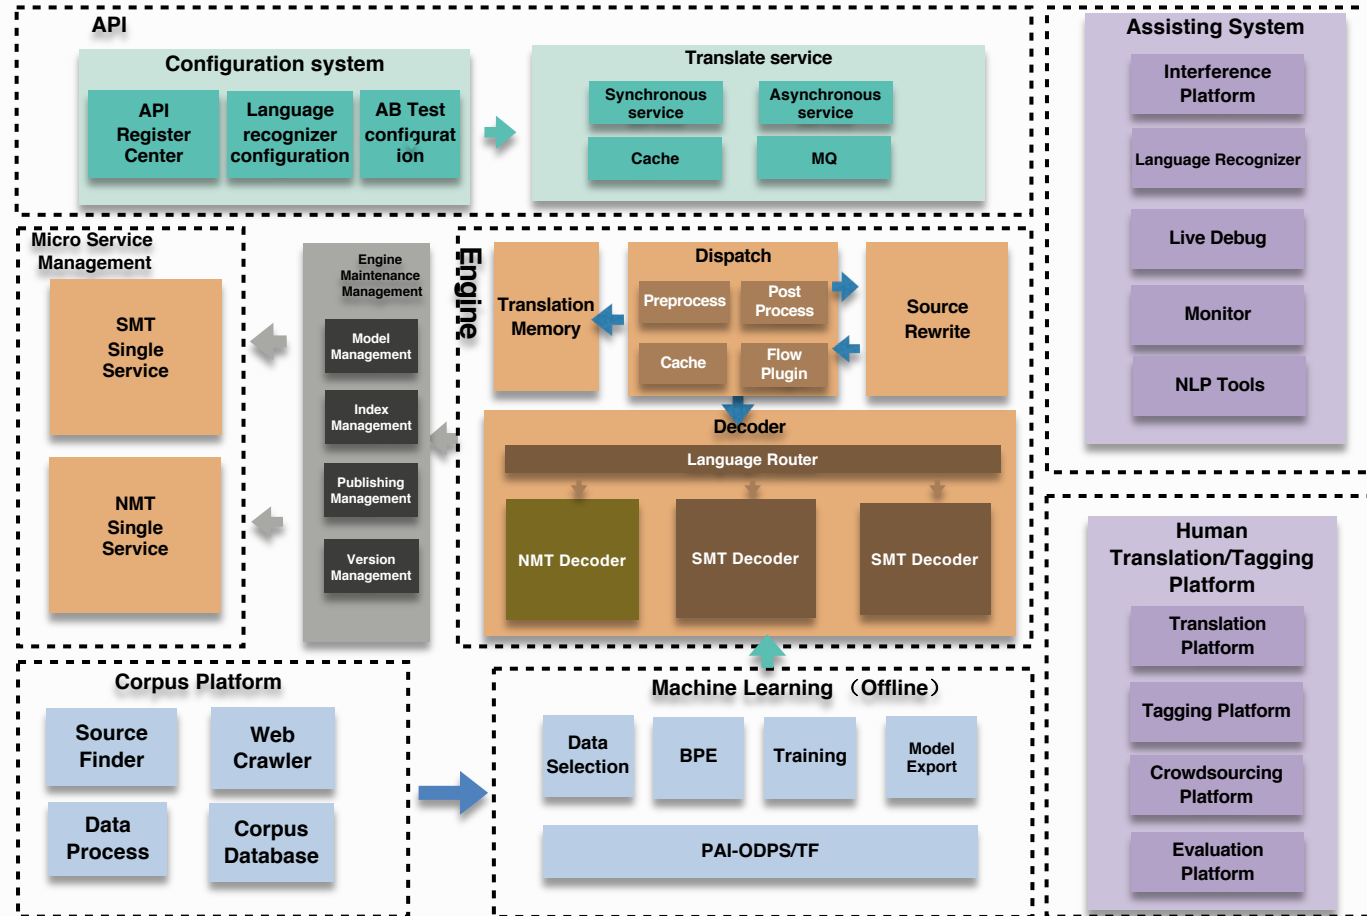 API
Configuration system
API
Register
Center
Language
recognizer
configuration
AB Test
configurat
ion
Translate service
Synchronous
service
Asynchronous
service
Cache
MQ
Assisting System
Interference
Platform
Language Recognizer
Live Debug
Monitor
NLP Tools
Micro Service
Management
SMT
Single
Service
NMT
Single
Service
Engine
Maintenance
Management
Model
Management
Index
Management
Publishing
Management
Version
Management
Engine
Translation
Memory
Dispatch
Preprocess
Post
Process
Cache
Flow
Plugin
Source
Rewrite
Decoder
Language Router
NMT Decoder
SMT Decoder
SMT Decoder
Human
Translation/Tagging
Platform
Translation
Platform
Tagging Platform
Crowdsourcing
Platform
Evaluation
Platform
Corpus Platform
Source
Finder
Web
Crawler
Data
Process
Corpus
Database
Machine Learning （Offline）
Data
Selection
BPE
Training
Model
Export
PAI-ODPS/TF